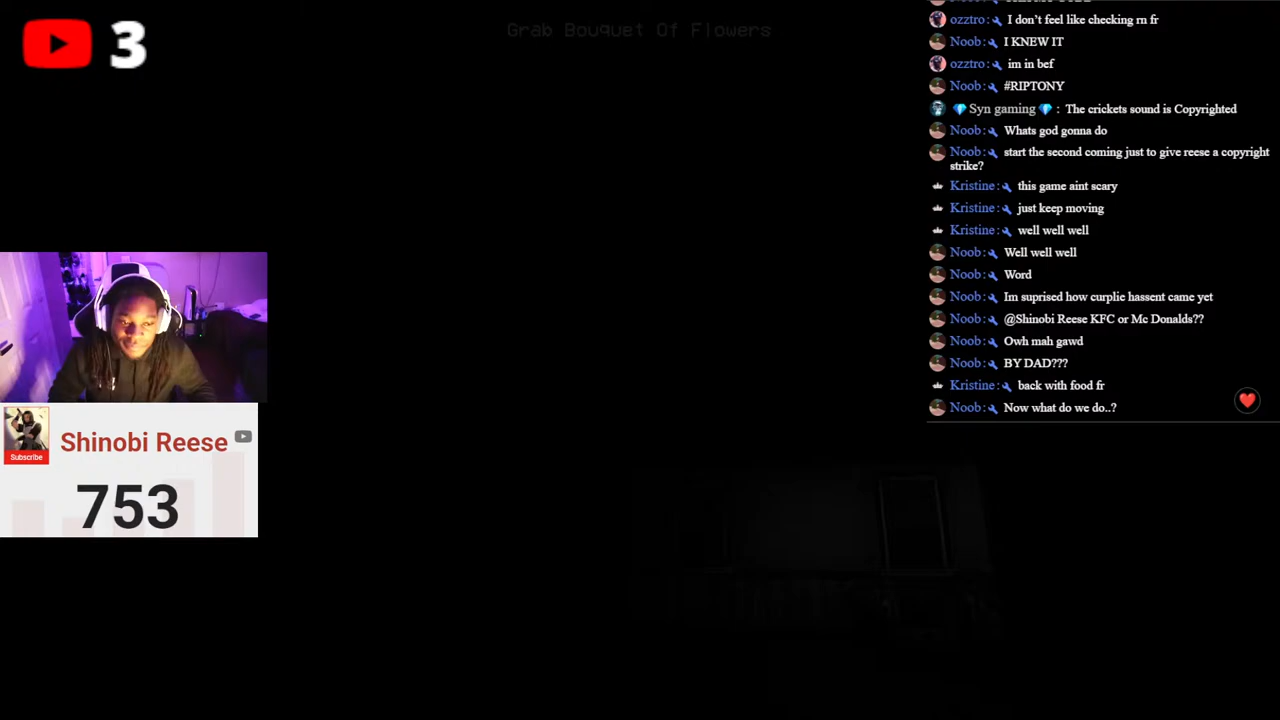 3
Grab Bouquet Of Flowers
ozztro: I don't feel like checking rn fr
Noob: I KNEW IT
ozztro: im in bef
Noob: #RIPTONY
💎Syn gaming💎: The crickets sound is Copyrighted
Noob: Whats god gonna do
Noob: start the second coming just to give reese a copyright
strike?
Kristine: this game aint scary
Kristine: just keep moving
Kristine: well well well
Noob: Well well well
Noob: Word
Noob: Im suprised how curplie hassent came yet
Noob: @Shinobi Reese KFC or Mc Donalds??
Noob: Owh mah gawd
Noob: BY DAD???
Kristine: back with food fr
Noob: Now what do we do..?
Shinobi Reese
Subscribe
753